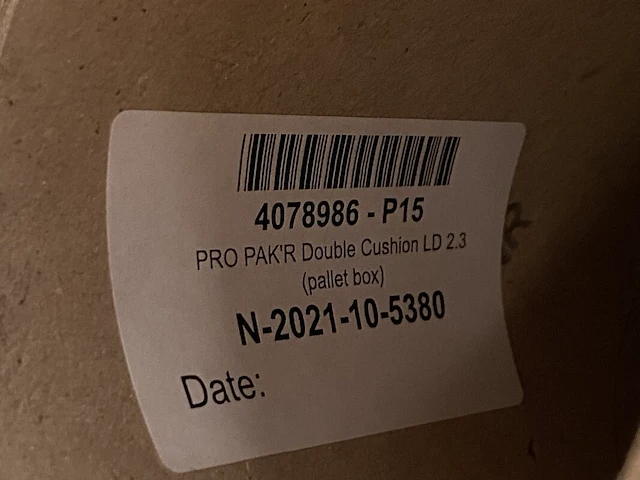 4078986 - P15
PRO PAK'R Double Cushion LD 2.3
(pallet box)
N-2021-10-5380
Date: